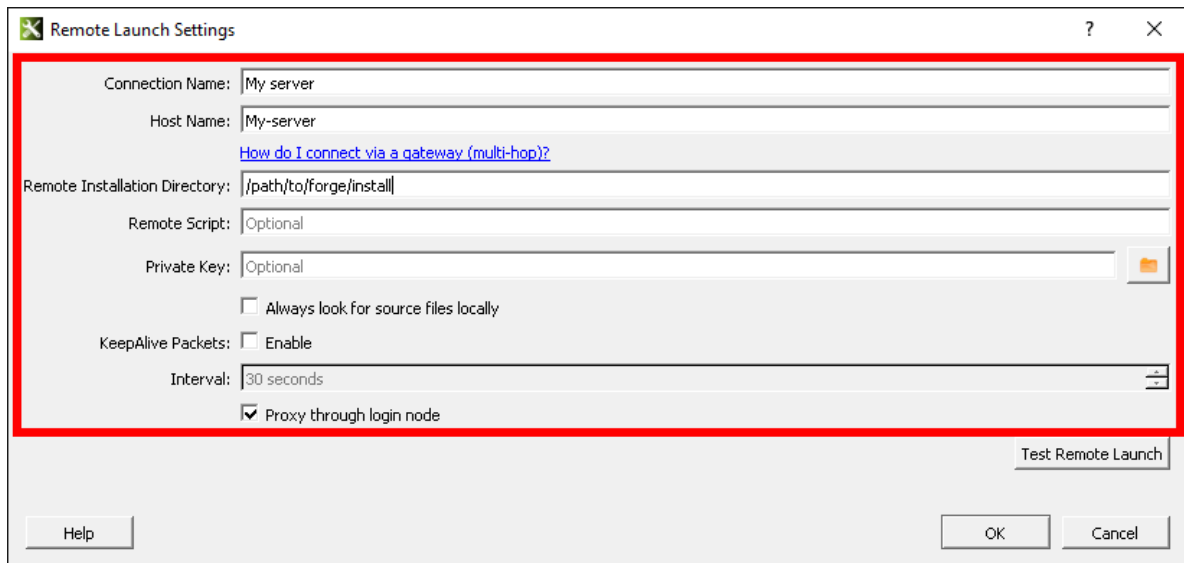 Remote Launch Settings ?
Connection Name: My server
Host Name: My-server
How do I connect via a gateway (multi-hop)?
Remote Installation Directory: /path/to/forge/install
Remote Script: Optional
Private Key: Optional
Always look for source files locally
KeepAlive Packets: Enable
Interval: 30 seconds
Proxy through login node
Test Remote Launch
Help OK Cancel